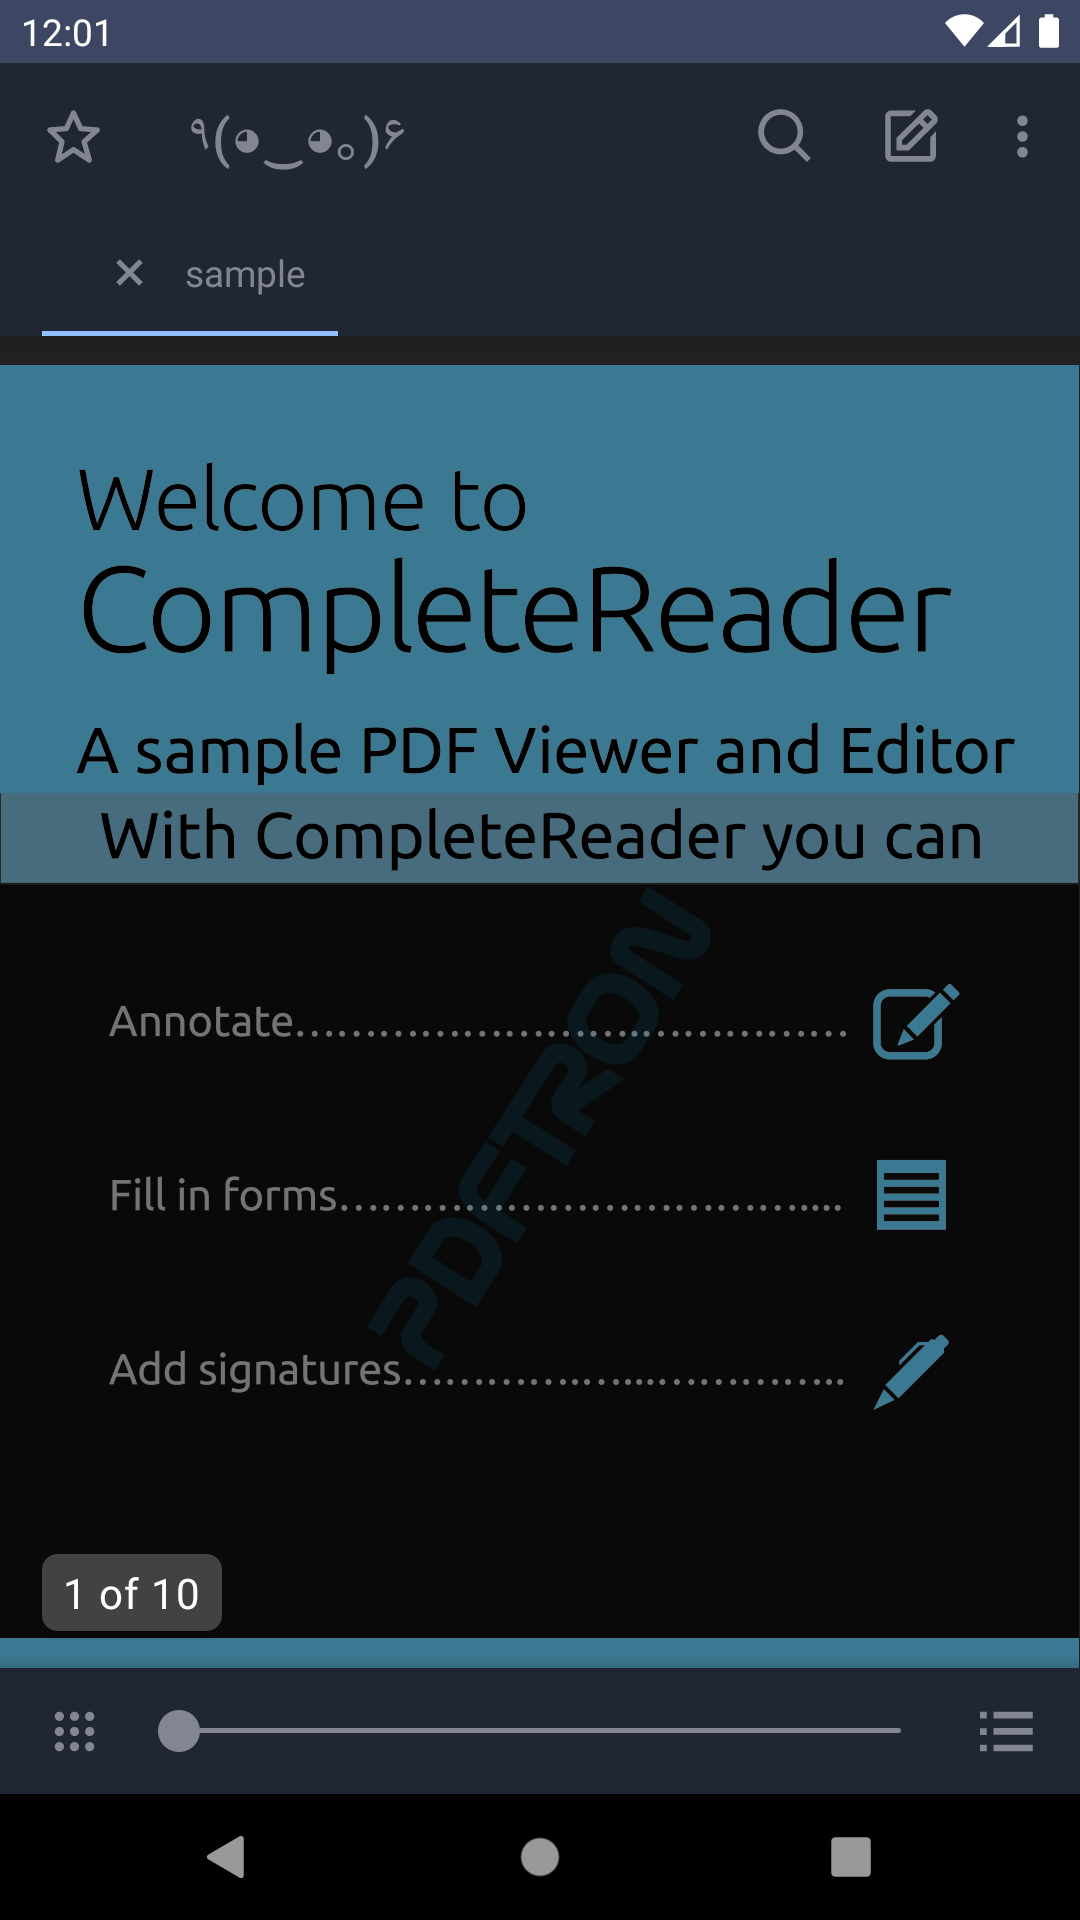 12:01
٩(◕‿◕｡)۶
sample
Welcome to
CompleteReader
A sample PDF Viewer and Editor
With CompleteReader you can
Annotate.......................................
Fill in forms....................................
Add signatures................................
PDFTRON
1 of 10